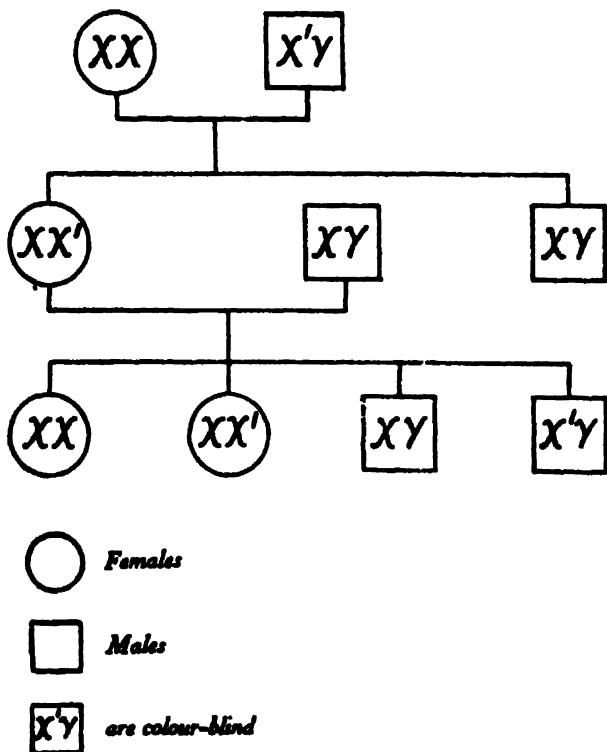 XX X'Y
XX' XY XY
XX XX' XY X'Y
Females
Males
X'Y are colour-blind